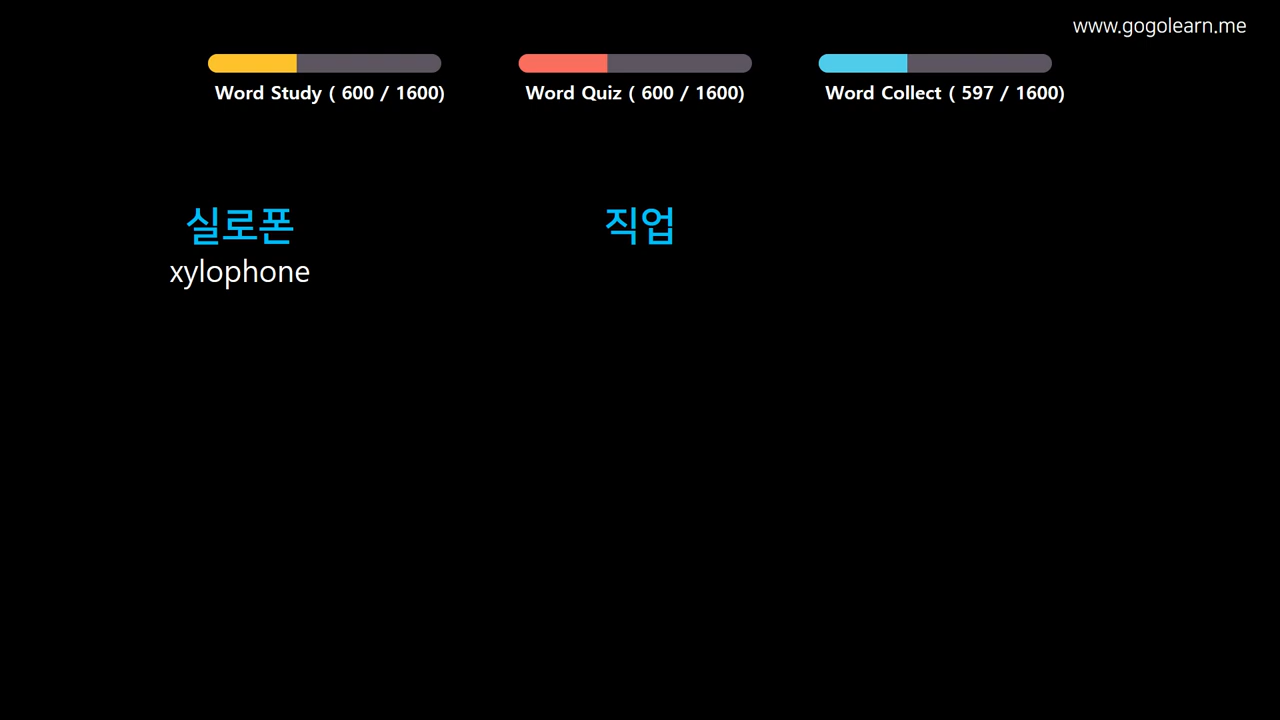 www.gogolearn.me
Word Study ( 600 / 1600)
Word Quiz ( 600 / 1600)
Word Collect ( 597 / 1600)
실로폰
xylophone
직업